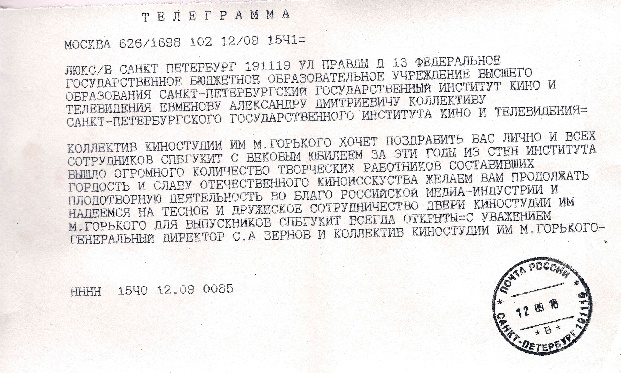 ТЕЛЕГРАММА
МОСКВА 626/1698 102 12/09 1541=
ЛЮКС/В САНКТ ПЕТЕРБУРГ 191119 УЛ ПРАВДЫ Д 13 ФЕДЕРАЛЬНОЕ
ГОСУДАРСТВЕННОЕ БЮДЖЕТНОЕ ОБРАЗОВАТЕЛЬНОЕ УЧРЕЖДЕНИЕ ВЫСШЕГО
ОБРАЗОВАНИЯ САНКТ-ПЕТЕРБУРГСКИЙ ГОСУДАРСТВЕННЫЙ ИНСТИТУТ КИНО И
ТЕЛЕВИДЕНИЯ ЕВМЕНОВУ АЛЕКСАНДРУ ДМИТРИЕВИЧУ КОЛЛЕКТИВУ
САНКТ-ПЕТЕРБУРГСКОГО ГОСУДАРСТВЕННОГО ИНСТИТУТА КИНО И ТЕЛЕВИДЕНИЯ=
КОЛЛЕКТИВ КИНОСТУДИИ ИМ М.ГОРЬКОГО ХОЧЕТ ПОЗДРАВИТЬ ВАС ЛИЧНО И ВСЕХ
СОТРУДНИКОВ СПБГУКИТ С ВЕКОВЫМ ЮБИЛЕЕМ ЗА ЭТИ ГОДЫ ИЗ СТЕН ИНСТИТУТА
ВЫШЛО ОГРОМНОГО КОЛИЧЕСТВО ТВОРЧЕСКИХ РАБОТНИКОВ СОСТАВИВШИХ
ГОРДОСТЬ И СЛАВУ ОТЕЧЕСТВЕННОГО КИНОИССКУСТВА ЖЕЛАЕМ ВАМ ПРОДОЛЖАТЬ
ПЛОДОТВОРНУЮ ДЕЯТЕЛЬНОСТЬ ВО БЛАГО РОССИЙСКОЙ МЕДИА-ИНДУСТРИИ И
НАДЕЕМСЯ НА ТЕСНОЕ И ДРУЖЕСКОЕ СОТРУДНИЧЕСТВО ДВЕРИ КИНОСТУДИИ ИМ
М.ГОРЬКОГО ДЛЯ ВЫПУСКНИКОВ СПБГУКИТ ВСЕГДА ОТКРЫТЫ=С УВАЖЕНИЕМ
ГЕНЕРАЛЬНЫЙ ДИРЕКТОР С.А ЗЕРНОВ И КОЛЛЕКТИВ КИНОСТУДИИ ИМ М.ГОРЬКОГО-
НННН 1540 12.09 0085
ПОЧТА РОССИИ
12 09 18
*В*
САНКТ-ПЕТЕРБУРГ 191119